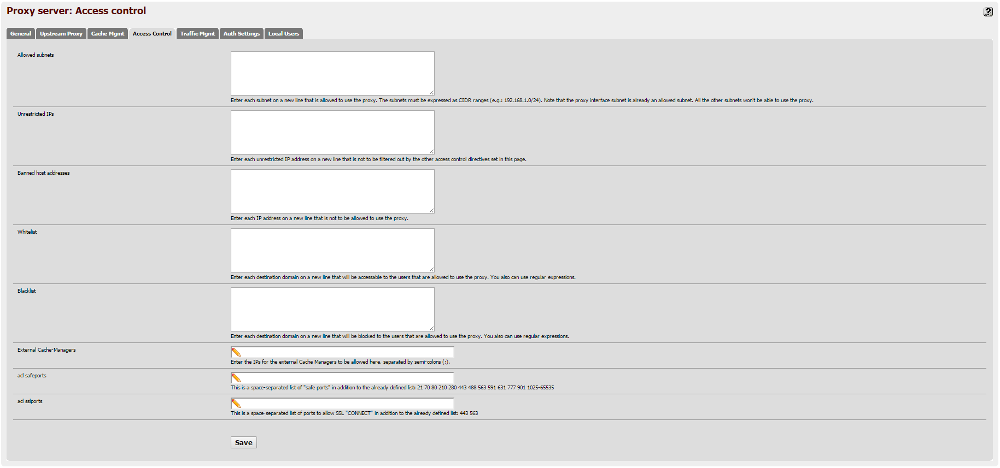 Proxy server: Access control
?
General Upstream Proxy Cache Mgmt Access Control Traffic Mgmt Auth Settings Local Users
Allowed subnets
Enter each subnet on a new line that is allowed to use the proxy. The subnets must be expressed as CIDR ranges (e.g.: 192.168.1.0/24). Note that the proxy interface subnet is already an allowed subnet. All the other subnets won't be able to use the proxy.
Unrestricted IPs
Enter each unrestricted IP address on a new line that is not to be filtered out by the other access control directives set in this page.
Banned host addresses
Enter each IP address on a new line that is not to be allowed to use the proxy.
Whitelist
Enter each destination domain on a new line that will be accessable to the users that are allowed to use the proxy. You also can use regular expressions.
Blacklist
Enter each destination domain on a new line that will be blocked to the users that are allowed to use the proxy. You also can use regular expressions.
External Cache-Managers
Enter the IPs for the external Cache Managers to be allowed here, separated by semi-colons (;).
acl safeports
This is a space-separated list of "safe ports" in addition to the already defined list: 21 70 80 210 280 443 488 563 591 631 777 901 1025-65535
acl sslports
This is a space-separated list of ports to allow SSL "CONNECT" in addition to the already defined list: 443 563
Save